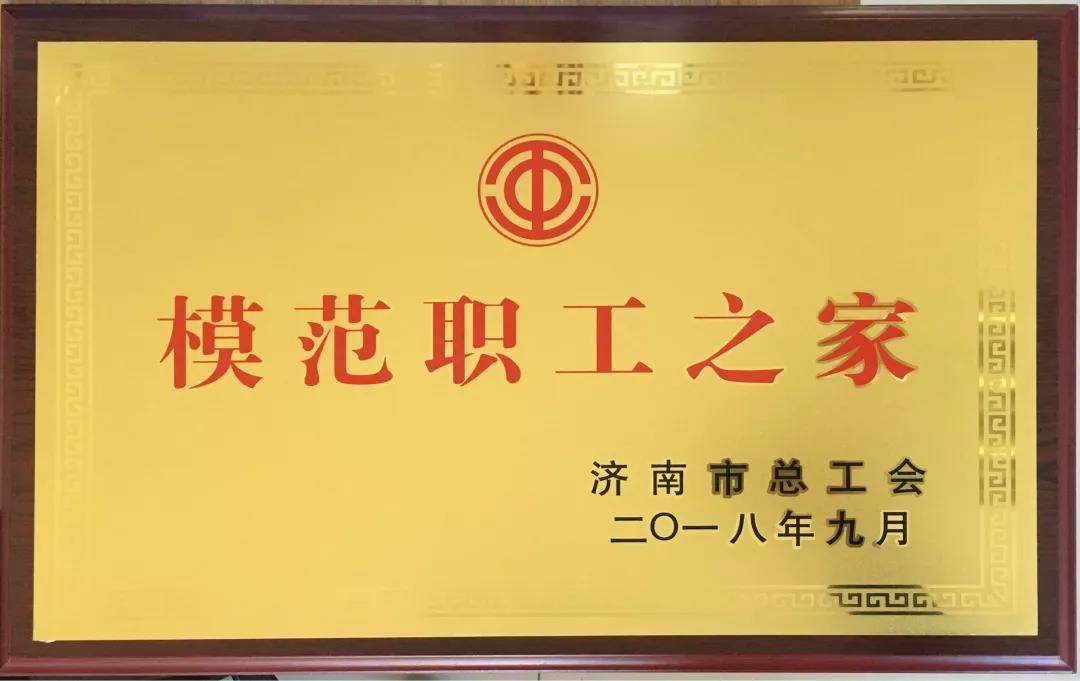 模范职工之家
济南市总工会
二〇一八年九月